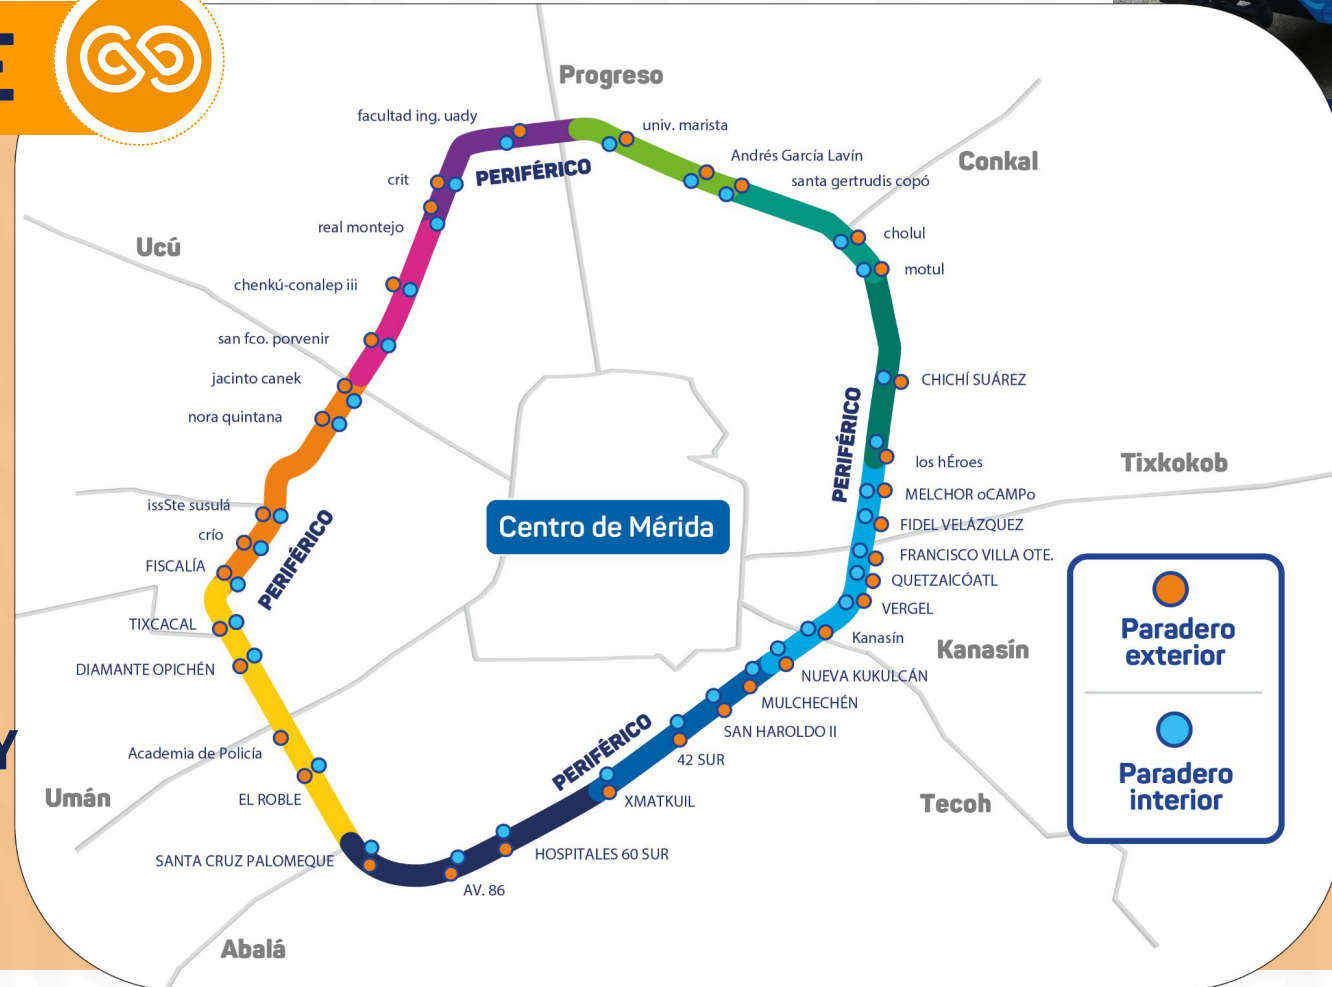 E
Y
Progreso
facultad ing. uady
univ. marista
Andrés García Lavín
Conkal
PERIFÉRICO
crit
santa gertrudis copó
real montejo
cholul
Ucú
motul
chenkú-conalep iii
san fco. porvenir
jacinto canek
CHICHÍ SUÁREZ
nora quintana
PERIFÉRICO
los hÉroes
Tixkokob
MELCHOR oCAMPo
issSte susulá
Centro de Mérida
FIDEL VELÁZQUEZ
crío
PERIFÉRICO
FRANCISCO VILLA OTE.
FISCALÍA
QUETZAICÓATL
VERGEL
TIXCACAL
Kanasín
Kanasín
DIAMANTE OPICHÉN
NUEVA KUKULCÁN
MULCHECHÉN
SAN HAROLDO II
PERIFÉRICO
Academia de Policía
42 SUR
Umán
EL ROBLE
XMATKUIL
Tecoh
SANTA CRUZ PALOMEQUE
HOSPITALES 60 SUR
AV. 86
Abalá
Paradero
exterior
Paradero
interior